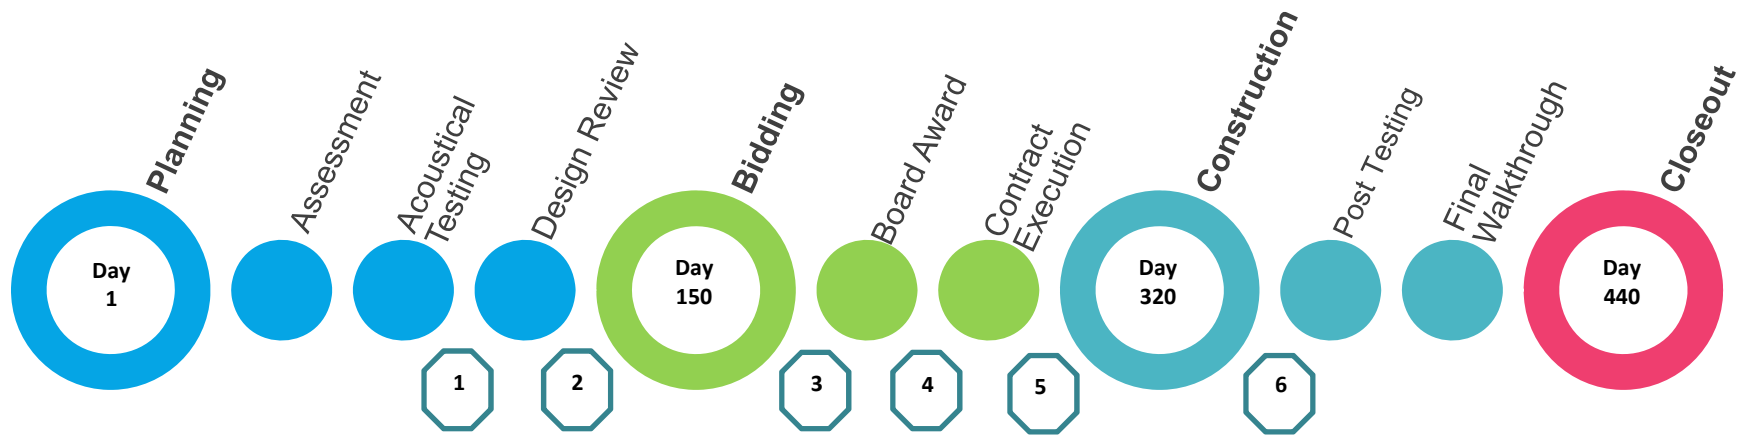 Planning
Assessment
Acoustical
Testing
Design Review
Bidding
Board Award
Contract
Execution
Construction
Post Testing
Final
Walkthrough
Closeout
Day
1
Day
150
Day
320
Day
440
1
2
3
4
5
6